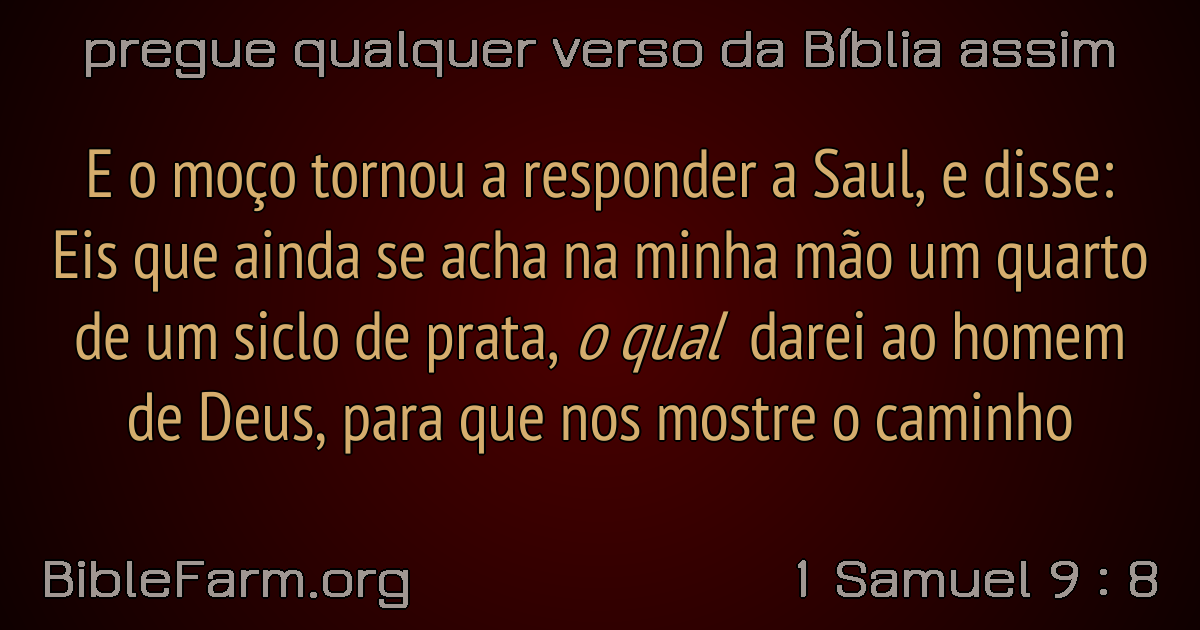 pregue qualquer verso da Bíblia assim
E o moço tornou a responder a Saul, e disse:
Eis que ainda se acha na minha mão um quarto
de um siclo de prata, o qual darei ao homem
de Deus, para que nos mostre o caminho
BibleFarm.org
1 Samuel 9 : 8